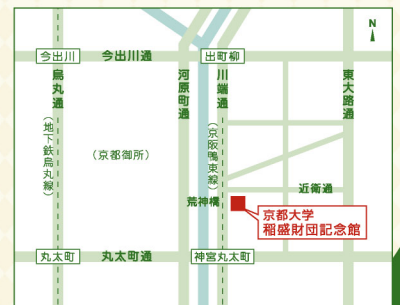 N
今出川
今出川通
出町柳
烏丸通
河原町通
川端通
東大路通
（地下鉄烏丸線）
（京都御所）
（京阪鴨東線）
近衛通
荒神橋
京都大学
稲盛財団記念館
丸太町
丸太町通
神宮丸太町